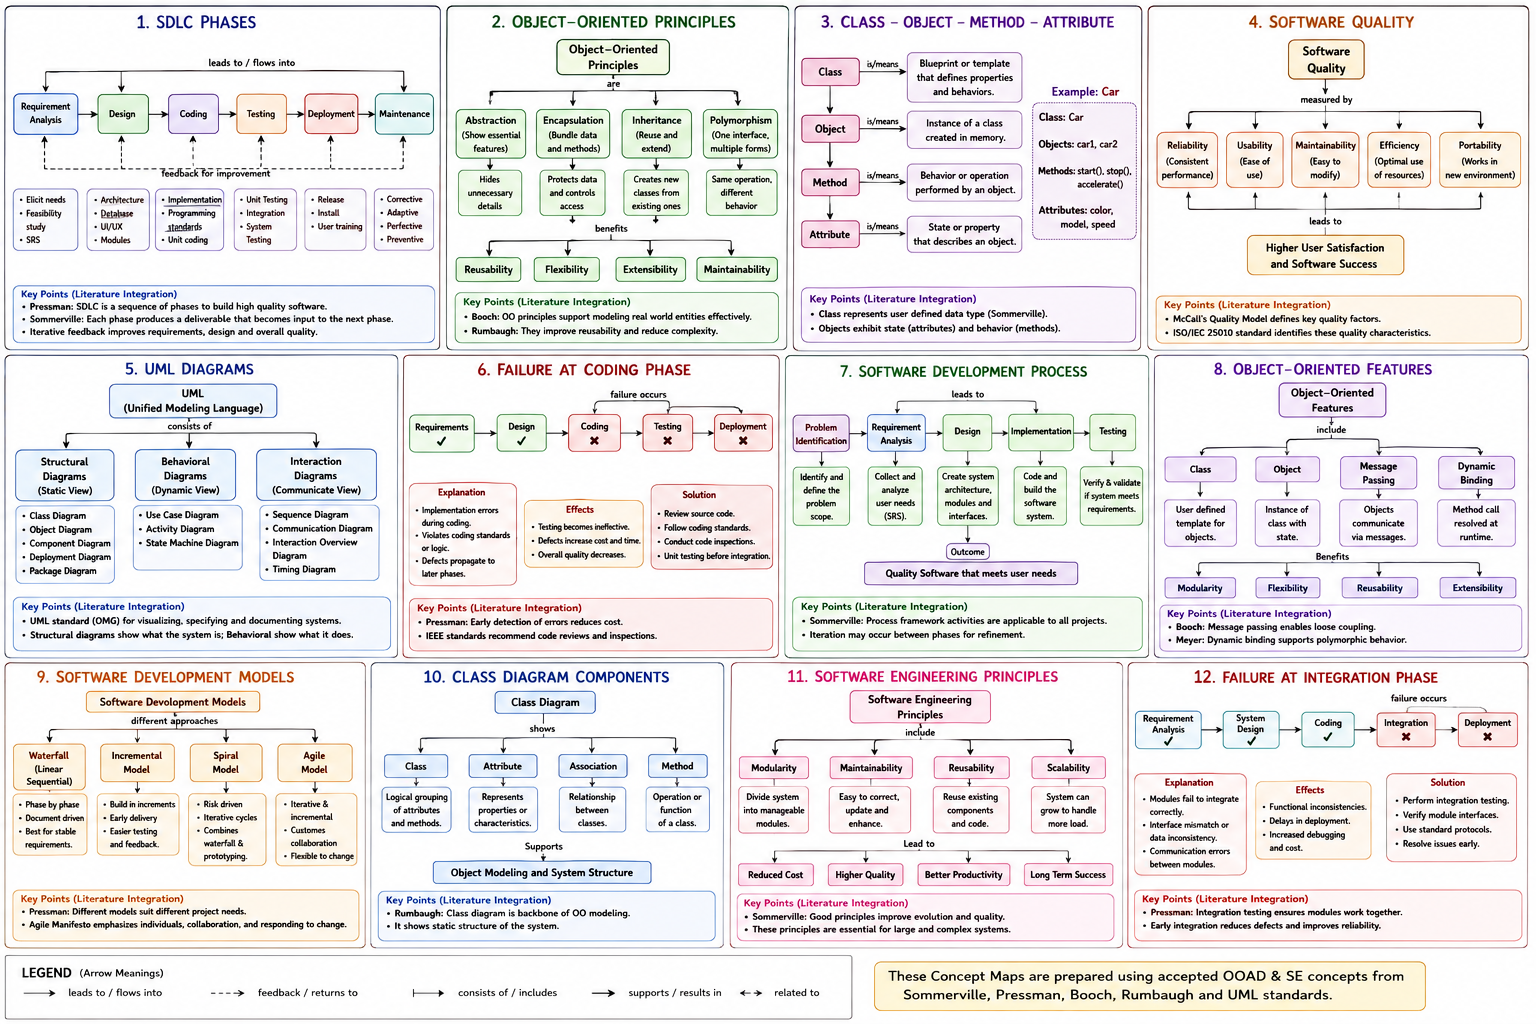 1. SDLC PHASES
leads to / flows into
Requirement
Analysis
Design
Coding
Testing
Deployment
Maintenance
feedback for improvement
• Elicit needs
• Feasibility
study
• SRS
• Architecture
• Database
• UI/UX
• Modules
• Implementation
• Programming
standards
• Unit coding
• Unit Testing
• Integration
• System
Testing
• Release
• Install
• User training
• Corrective
• Adaptive
• Perfective
• Preventive
Key Points (Literature Integration)
• Pressman: SDLC is a sequence of phases to build high quality software.
• Sommerville: Each phase produces a deliverable that becomes input to the next phase.
• Iterative feedback improves requirements, design and overall quality.
2. OBJECT-ORIENTED PRINCIPLES
Object-Oriented
Principles
are
Abstraction
(Show essential
features)
Encapsulation
(Bundle data
and methods)
Inheritance
(Reuse and
extend)
Polymorphism
(One interface,
multiple forms)
Hides
unnecessary
details
Protects data
and controls
access
Creates new
classes from
existing ones
Same operation,
different
behavior
benefits
Reusability
Flexibility
Extensibility
Maintainability
Key Points (Literature Integration)
• Booch: OO principles support modeling real world entities effectively.
• Rumbaugh: They improve reusability and reduce complexity.
3. CLASS - OBJECT - METHOD - ATTRIBUTE
Class
is/means
Blueprint or template
that defines properties
and behaviors.
Object
is/means
Instance of a class
created in memory.
Method
is/means
Behavior or operation
performed by an object.
Attribute
is/means
State or property
that describes an object.
Example: Car
Class: Car
Objects: car1, car2
Methods: start(), stop(),
accelerate()
Attributes: color,
model, speed
Key Points (Literature Integration)
• Class represents user defined data type (Sommerville).
• Objects exhibit state (attributes) and behavior (methods).
4. SOFTWARE QUALITY
Software
Quality
measured by
Reliability
(Consistent
performance)
Usability
(Ease of
use)
Maintainability
(Easy to
modify)
Efficiency
(Optimal use
of resources)
Portability
(Works in
new environment)
leads to
Higher User Satisfaction
and Software Success
Key Points (Literature Integration)
• McCall's Quality Model defines key quality factors.
• ISO/IEC 25010 standard identifies these quality characteristics.
5. UML DIAGRAMS
UML
(Unified Modeling Language)
consists of
Structural
Diagrams
(Static View)
Behavioral
Diagrams
(Dynamic View)
Interaction
Diagrams
(Communicate View)
• Class Diagram
• Object Diagram
• Component Diagram
• Deployment Diagram
• Package Diagram
• Use Case Diagram
• Activity Diagram
• State Machine Diagram
• Sequence Diagram
• Communication Diagram
• Interaction Overview
Diagram
• Timing Diagram
Key Points (Literature Integration)
• UML standard (OMG) for visualizing, specifying and documenting systems.
• Structural diagrams show what the system is; Behavioral show what it does.
6. FAILURE AT CODING PHASE
failure occurs
Requirements
✓
Design
✓
Coding
✖
Testing
✖
Deployment
✖
Explanation
• Implementation errors
during coding.
• Violates coding standards
or logic.
• Defects propagate to
later phases.
Effects
• Testing becomes ineffective.
• Defects increase cost and time.
• Overall quality decreases.
Solution
• Review source code.
• Follow coding standards.
• Conduct code inspections.
• Unit testing before integration.
Key Points (Literature Integration)
• Pressman: Early detection of errors reduces cost.
• IEEE standards recommend code reviews and inspections.
7. SOFTWARE DEVELOPMENT PROCESS
leads to
Problem
Identification
Requirement
Analysis
Design
Implementation
Testing
Identify and
define the
problem
scope.
Collect and
analyze
user needs
(SRS).
Create system
architecture,
modules and
interfaces.
Code and
build the
software
system.
Verify & validate
if system meets
requirements.
Outcome
Quality Software that meets user needs
Key Points (Literature Integration)
• Sommerville: Process framework activities are applicable to all projects.
• Iteration may occur between phases for refinement.
8. OBJECT-ORIENTED FEATURES
Object-Oriented
Features
include
Class
Object
Message
Passing
Dynamic
Binding
User defined
template for
objects.
Instance of
class with
state.
Objects
communicate
via messages.
Method call
resolved at
runtime.
Benefits
Modularity
Flexibility
Reusability
Extensibility
Key Points (Literature Integration)
• Booch: Message passing enables loose coupling.
• Meyer: Dynamic binding supports polymorphic behavior.
9. SOFTWARE DEVELOPMENT MODELS
Software Development Models
different approaches
Waterfall
(Linear
Sequential)
Incremental
Model
Spiral
Model
Agile
Model
• Phase by phase
• Document driven
• Best for stable
requirements.
• Build in increments
• Early delivery
• Easier testing
and feedback.
• Risk driven
• Iterative cycles
• Combines
waterfall &
prototyping.
• Iterative &
incremental
• Customes
collaboration
• Flexible to change
Key Points (Literature Integration)
• Pressman: Different models suit different project needs.
• Agile Manifesto emphasizes individuals, collaboration, and responding to change.
10. CLASS DIAGRAM COMPONENTS
Class Diagram
shows
Class
Attribute
Association
Method
Logical grouping
of attributes
and methods.
Represents
properties or
characteristics.
Relationship
between
classes.
Operation or
function
of a class.
Supports
Object Modeling and System Structure
Key Points (Literature Integration)
• Rumbaugh: Class diagram is backbone of OO modeling.
• It shows static structure of the system.
11. SOFTWARE ENGINEERING PRINCIPLES
Software Engineering
Principles
include
Modularity
Maintainability
Reusability
Scalability
Divide system
into manageable
modules.
Easy to correct,
update and
enhance.
Reuse existing
components
and code.
System can
grow to handle
more load.
Lead to
Reduced Cost
Higher Quality
Better Productivity
Long Term Success
Key Points (Literature Integration)
• Sommerville: Good principles improve evolution and quality.
• These principles are essential for large and complex systems.
12. FAILURE AT INTEGRATION PHASE
failure occurs
Requirement
Analysis
✓
System
Design
✓
Coding
✓
Integration
✖
Deployment
✖
Explanation
• Modules fail to integrate
correctly.
• Interface mismatch or
data inconsistency.
• Communication errors
between modules.
Effects
• Functional inconsistencies.
• Delays in deployment.
• Increased debugging
and cost.
Solution
• Perform integration testing.
• Verify module interfaces.
• Use standard protocols.
• Resolve issues early.
Key Points (Literature Integration)
• Pressman: Integration testing ensures modules work together.
• Early integration reduces defects and improves reliability.
LEGEND (Arrow Meanings)
leads to / flows into
feedback / returns to
consists of / includes
supports / results in
related to
These Concept Maps are prepared using accepted OOAD & SE concepts from
Sommerville, Pressman, Booch, Rumbaugh and UML standards.